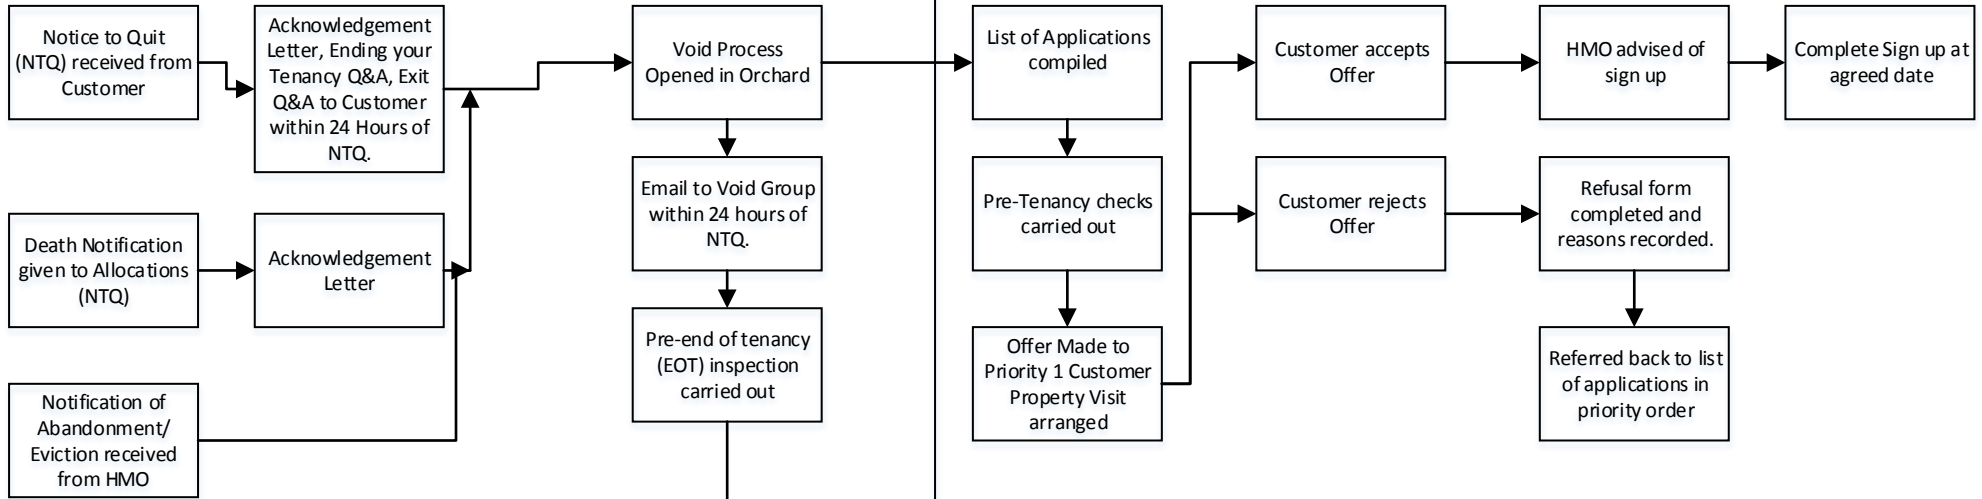 Notice to Quit
(NTQ) received from
Customer
Acknowledgement
Letter, Ending your
Tenancy Q&A, Exit
Q&A to Customer
within 24 Hours of
NTQ.
Void Process
Opened in Orchard
List of Applications
compiled
Customer accepts
Offer
HMO advised of
sign up
Complete Sign up at
agreed date
Death Notification
given to Allocations
(NTQ)
Acknowledgement
Letter
Email to Void Group
within 24 hours of
NTQ.
Pre-Tenancy checks
carried out
Customer rejects
Offer
Refusal form
completed and
reasons recorded.
Notification of
Abandonment/
Eviction received
from HMO
Pre-end of tenancy
(EOT) inspection
carried out
Offer Made to
Priority 1 Customer
Property Visit
arranged
Referred back to list
of applications in
priority order